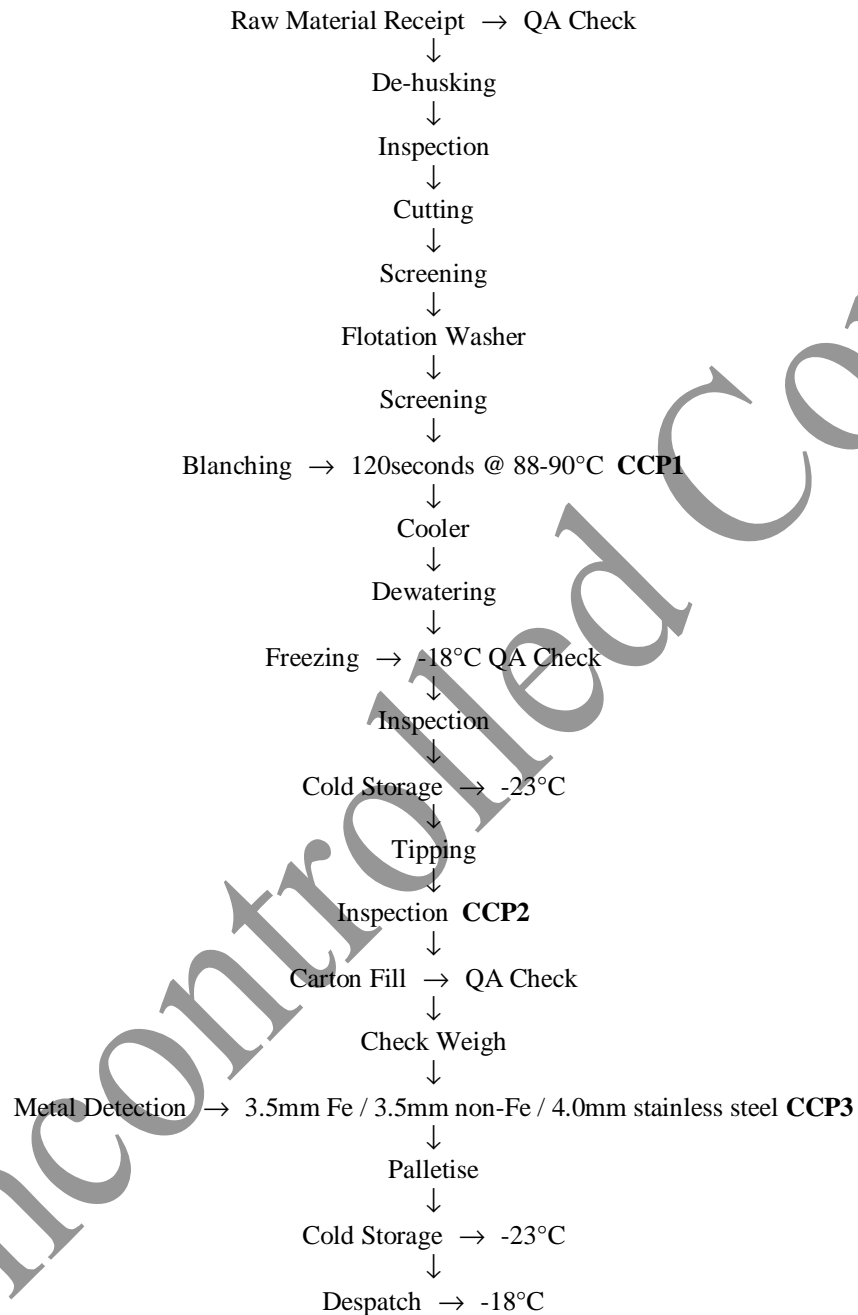 Raw Material Receipt → QA Check
↓
De-husking
↓
Inspection
↓
Cutting
↓
Screening
↓
Flotation Washer
↓
Screening
↓
Blanching → 120seconds @ 88-90°C CCP1
↓
Cooler
↓
Dewatering
↓
Freezing → -18°C QA Check
↓
Inspection
↓
Cold Storage → -23°C
↓
Tipping
↓
Inspection CCP2
↓
Carton Fill → QA Check
↓
Check Weigh
↓
Metal Detection → 3.5mm Fe / 3.5mm non-Fe / 4.0mm stainless steel CCP3
↓
Palletise
↓
Cold Storage → -23°C
↓
Despatch → -18°C
ncontrolled Co